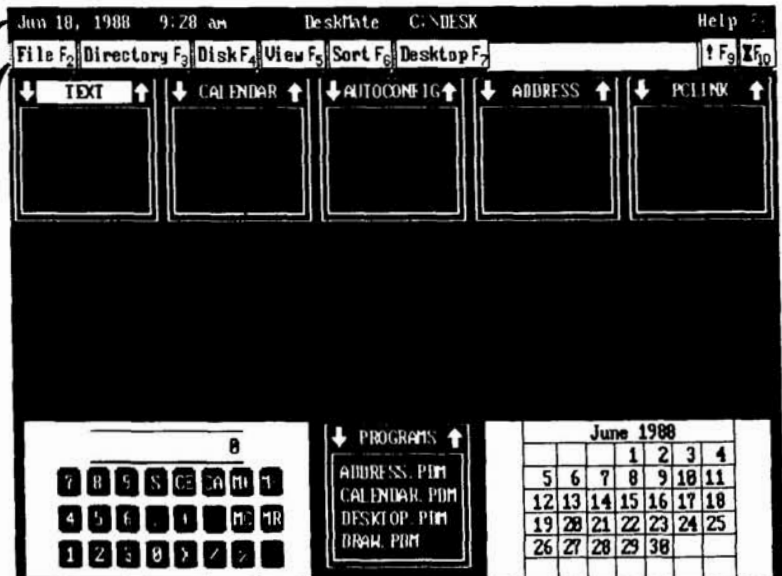 Jun 18, 1988 9:28 am DeskMate C:\DESK Help
File F2 Directory F3 Disk F4 View F5 Sort F6 Desktop F7 ! F9 F10
TEXT CALENDAR AUTOCONFIG ADDRESS PCLINK
0
7 8 9 S CE CA
4 5 6 MR
1 2 3 0
PROGRAMS
ADDRESS.PDM
CALENDAR.PDM
DESKTOP.PDM
DRAW.PDM
June 1988
1 2 3 4
5 6 7 8 9 10 11
12 13 14 15 16 17 18
19 20 21 22 23 24 25
26 27 28 29 30